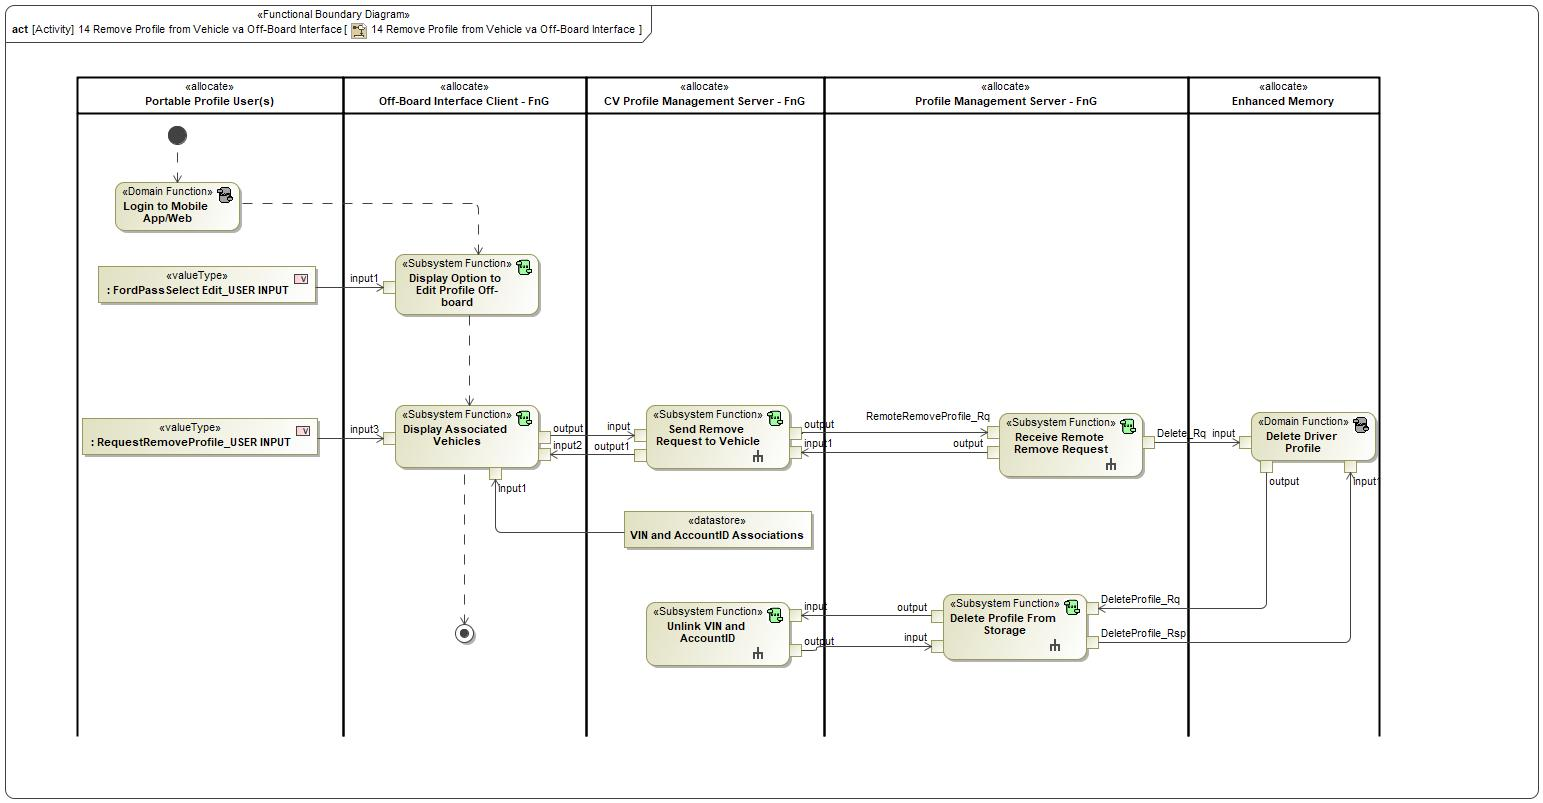 «Functional Boundary Diagram»
act [Activity] 14 Remove Profile from Vehicle va Off-Board Interface [ 14 Remove Profile from Vehicle va Off-Board Interface ]
«allocate»
Portable Profile User(s)
«allocate»
Off-Board Interface Client - FnG
«allocate»
CV Profile Management Server - FnG
«allocate»
Profile Management Server - FnG
«allocate»
Enhanced Memory
«Domain Function»
Login to Mobile
App/Web
«valueType»
V
: FordPassSelect Edit_USER INPUT
input1
«Subsystem Function»
Display Option to
Edit Profile Off-
board
«valueType»
V
: RequestRemoveProfile_USER INPUT
input3
«Subsystem Function»
Display Associated
Vehicles
output
input2
input1
input
output1
«Subsystem Function»
Send Remove
Request to Vehicle
output
input1
RemoteRemoveProfile_Rq
output
«Subsystem Function»
Receive Remote
Remove Request
Delete_Rq
input
«Domain Function»
Delete Driver
Profile
output
input1
«datastore»
VIN and AccountID Associations
«Subsystem Function»
Unlink VIN and
AccountID
input
output
output
input
«Subsystem Function»
Delete Profile From
Storage
DeleteProfile_Rq
DeleteProfile_Rsp